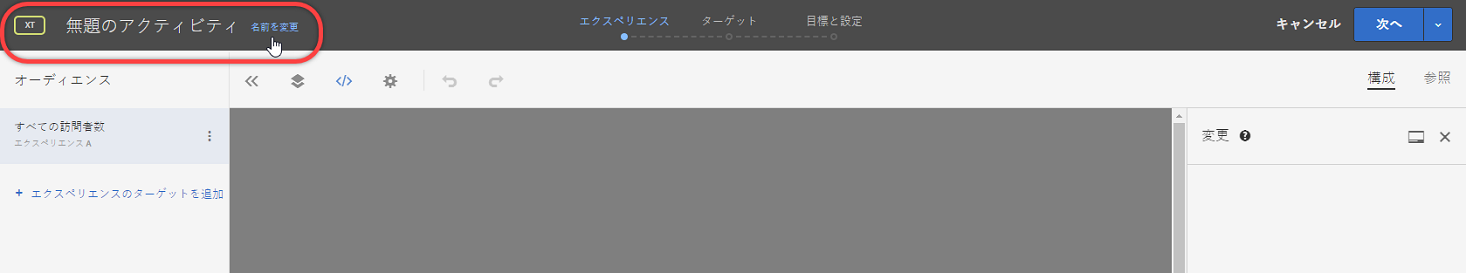 XT 無題のアクティビティ 名前を変更 エクスペリエンス ターゲット 目標と設定 キャンセル 次へ
オーディエンス </> 構成 参照
すべての訪問者数
エクスペリエンス A
変更 ?
+ エクスペリエンスのターゲットを追加